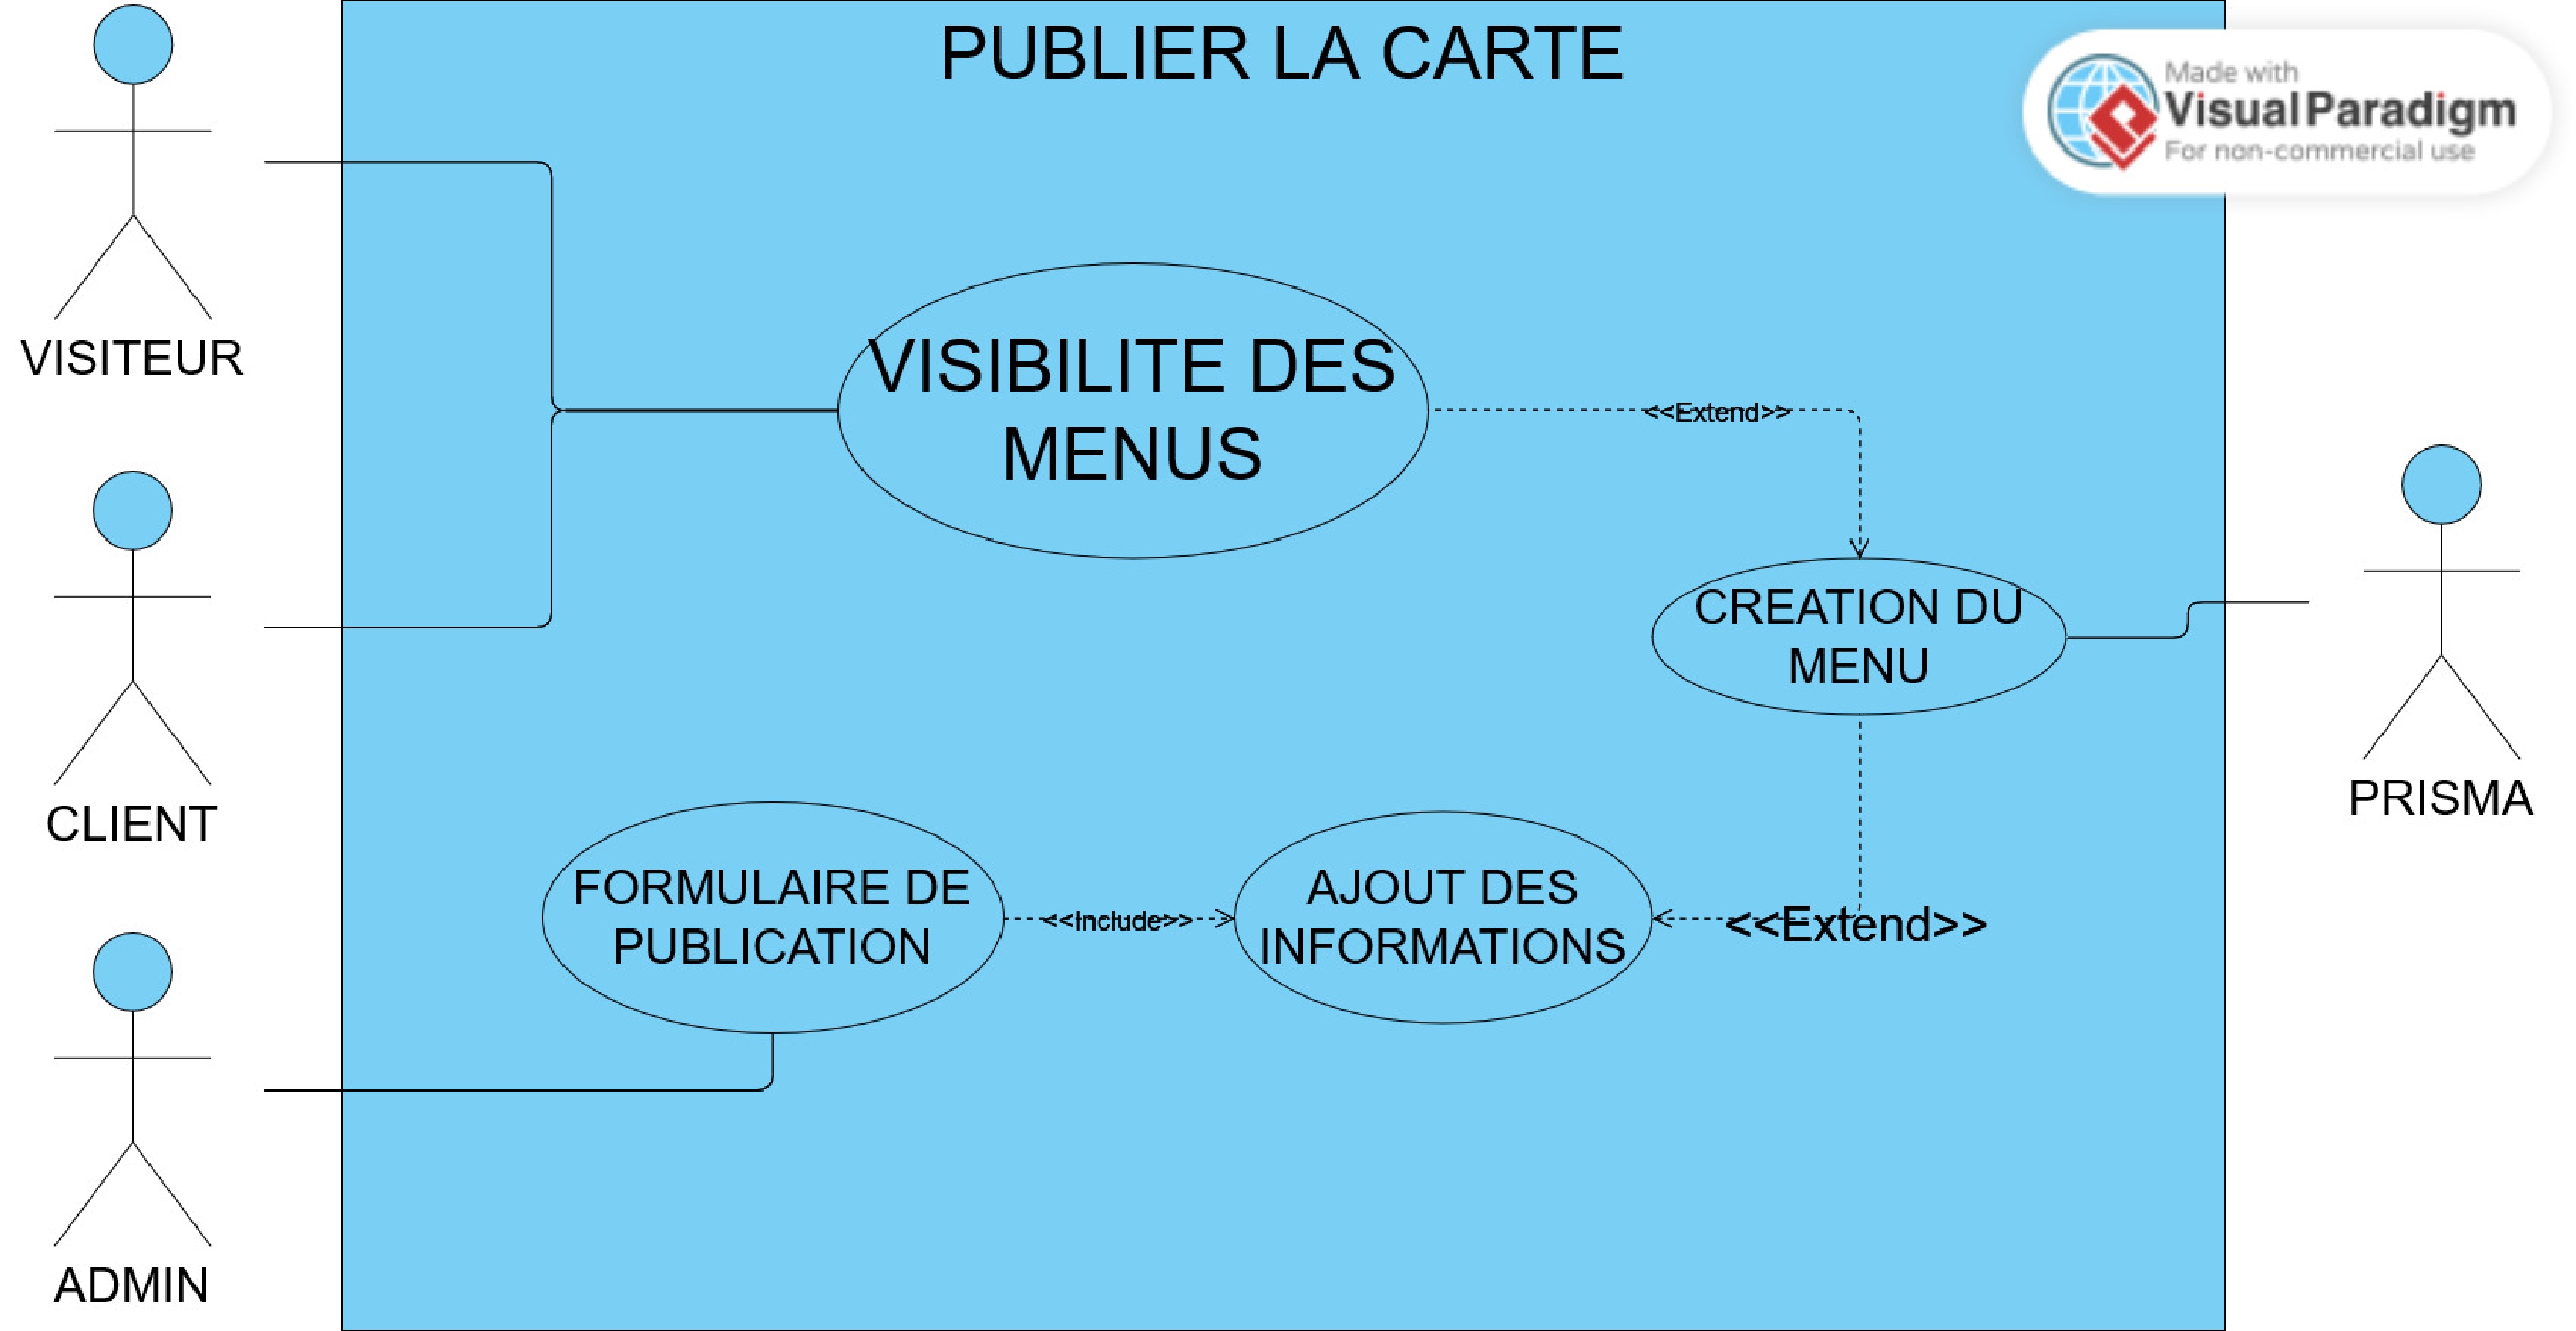 PUBLIER LA CARTE
Made with
Visual Paradigm
For non-commercial use
VISITEUR
VISIBILITE DES
MENUS
<<Extend>>
CREATION DU
MENU
PRISMA
CLIENT
FORMULAIRE DE
PUBLICATION
<<Include>>
AJOUT DES
INFORMATIONS
<<Extend>>
ADMIN